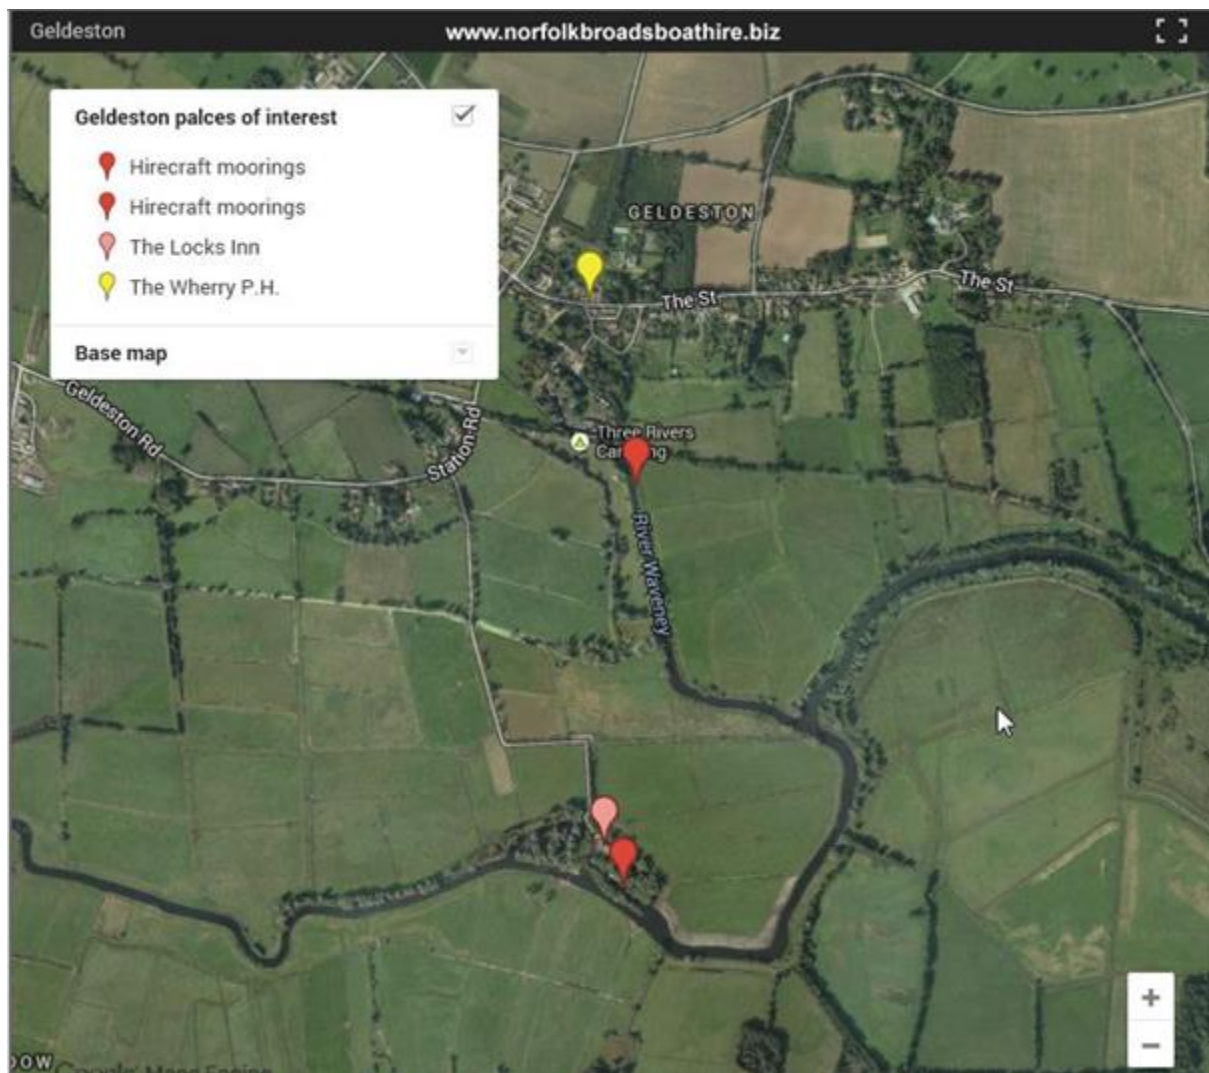 Geldeston
www.norfolkbroadsboathire.biz
Geldeston palces of interest
Hirecraft moorings
Hirecraft moorings
The Locks Inn
The Wherry P.H.
Base map
GELDESTON
The St
The St
Geldeston Rd
Station Rd
Three Rivers
River Waveney